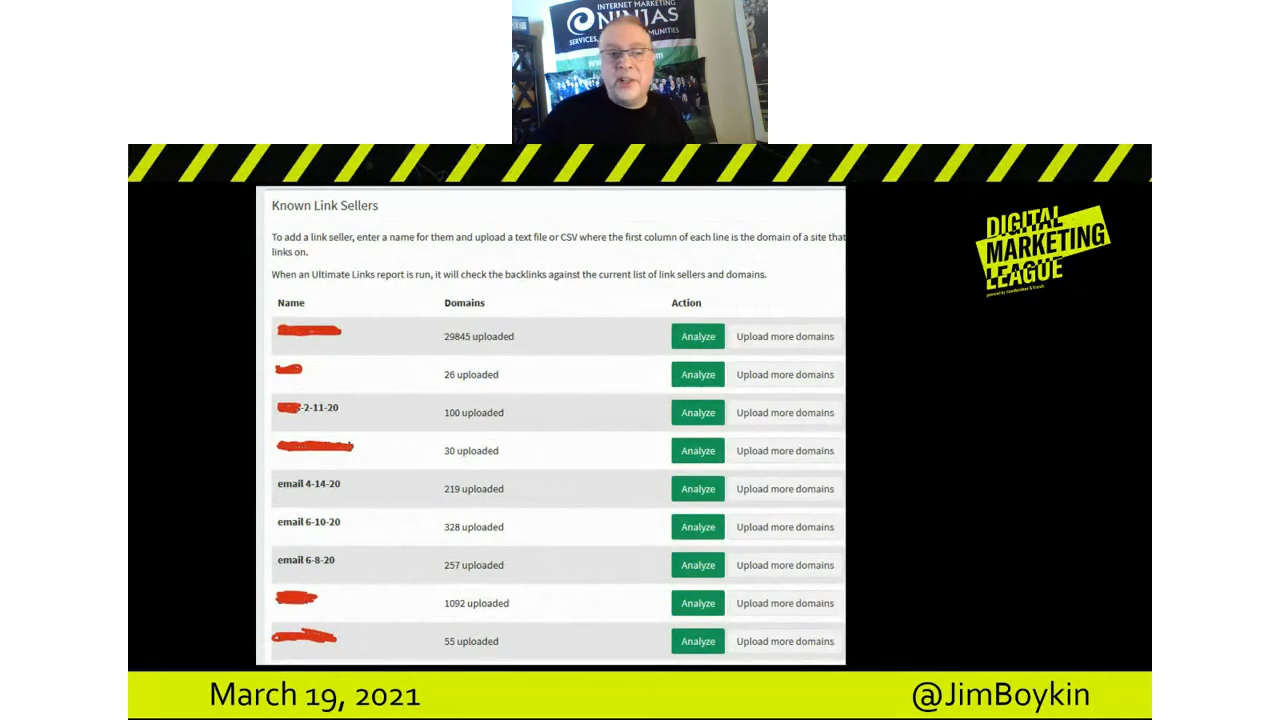 INTERNET MARKETING
NINJAS
Known Link Sellers
To add a link seller, enter a name for them and upload a text file or CSV where the first column of each line is the domain of a site that
links on.
When an Ultimate Links report is run, it will check the backlinks against the current list of link sellers and domains.
Name Domains Action
29845 uploaded Analyze Upload more domains
26 uploaded Analyze Upload more domains
-2-11-20 100 uploaded Analyze Upload more domains
30 uploaded Analyze Upload more domains
email 4-14-20 219 uploaded Analyze Upload more domains
email 6-10-20 328 uploaded Analyze Upload more domains
email 6-8-20 257 uploaded Analyze Upload more domains
1092 uploaded Analyze Upload more domains
55 uploaded Analyze Upload more domains
DIGITAL
MARKETING
LEAGUE
March 19, 2021 @JimBoykin